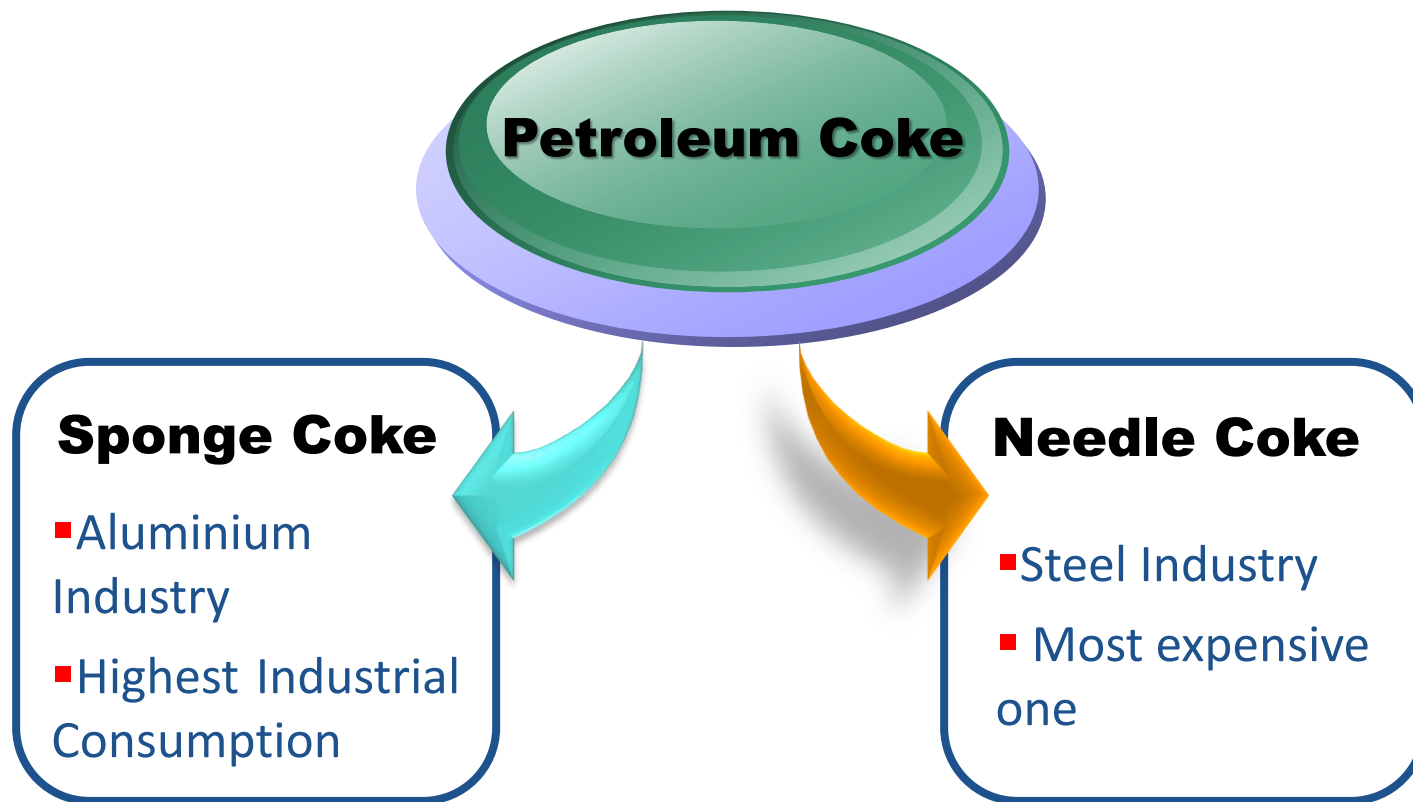 Petroleum Coke
Sponge Coke
▪Aluminium
Industry
▪Highest Industrial
Consumption
Needle Coke
▪Steel Industry
▪ Most expensive
one